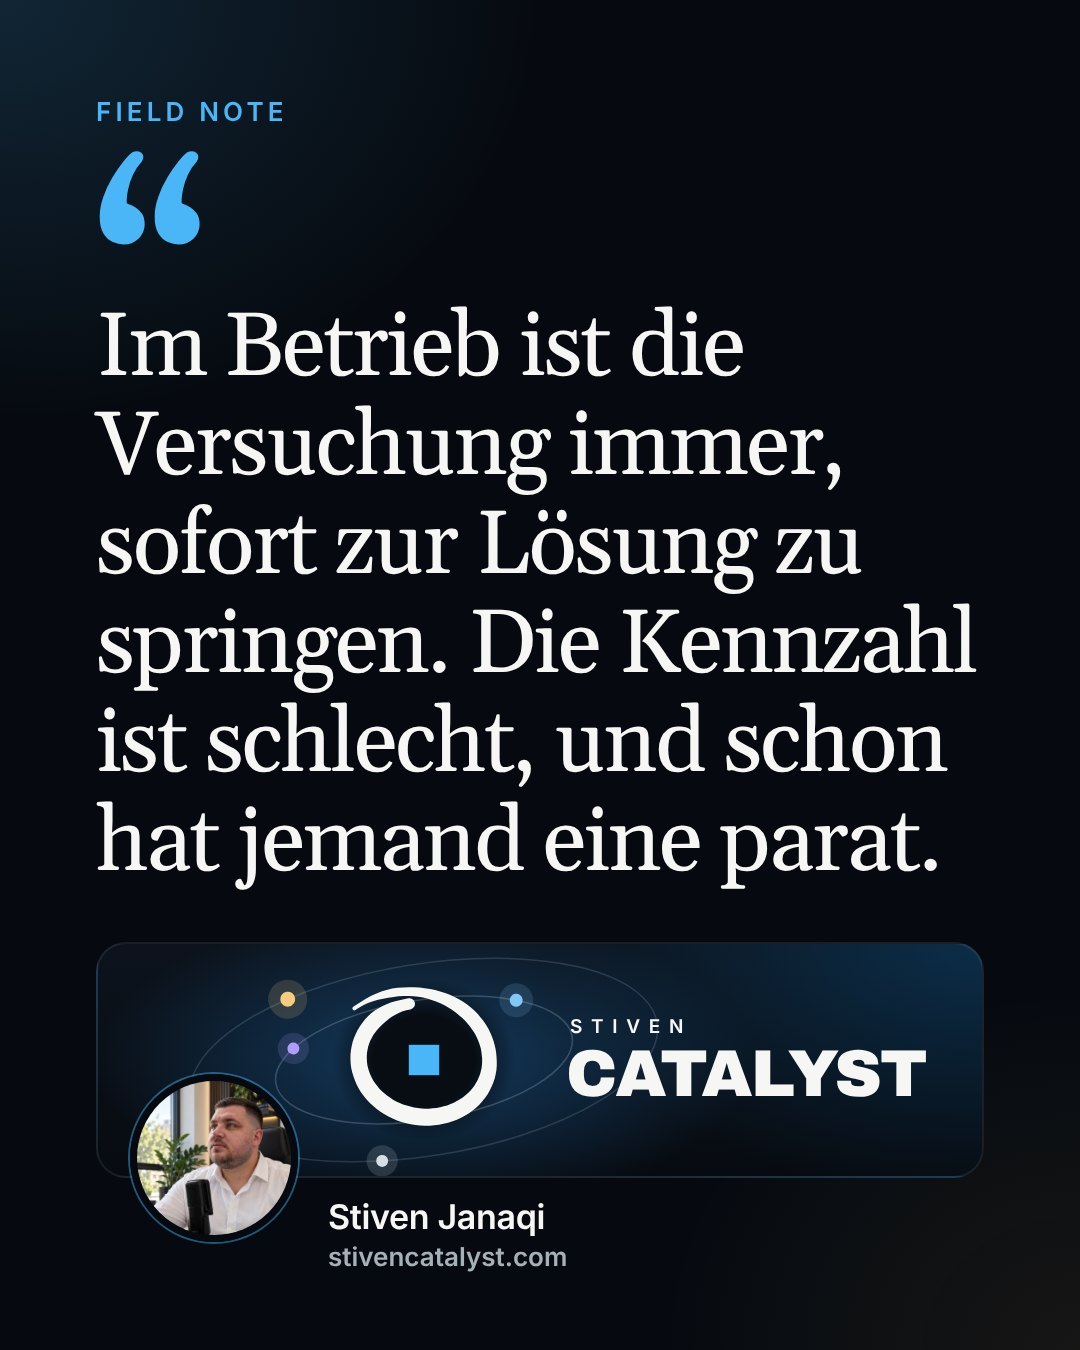 FIELD NOTE
“
Im Betrieb ist die
Versuchung immer,
sofort zur Lösung zu
springen. Die Kennzahl
ist schlecht, und schon
hat jemand eine parat.
STIVEN
CATALYST
Stiven Janaqi
stivencatalyst.com